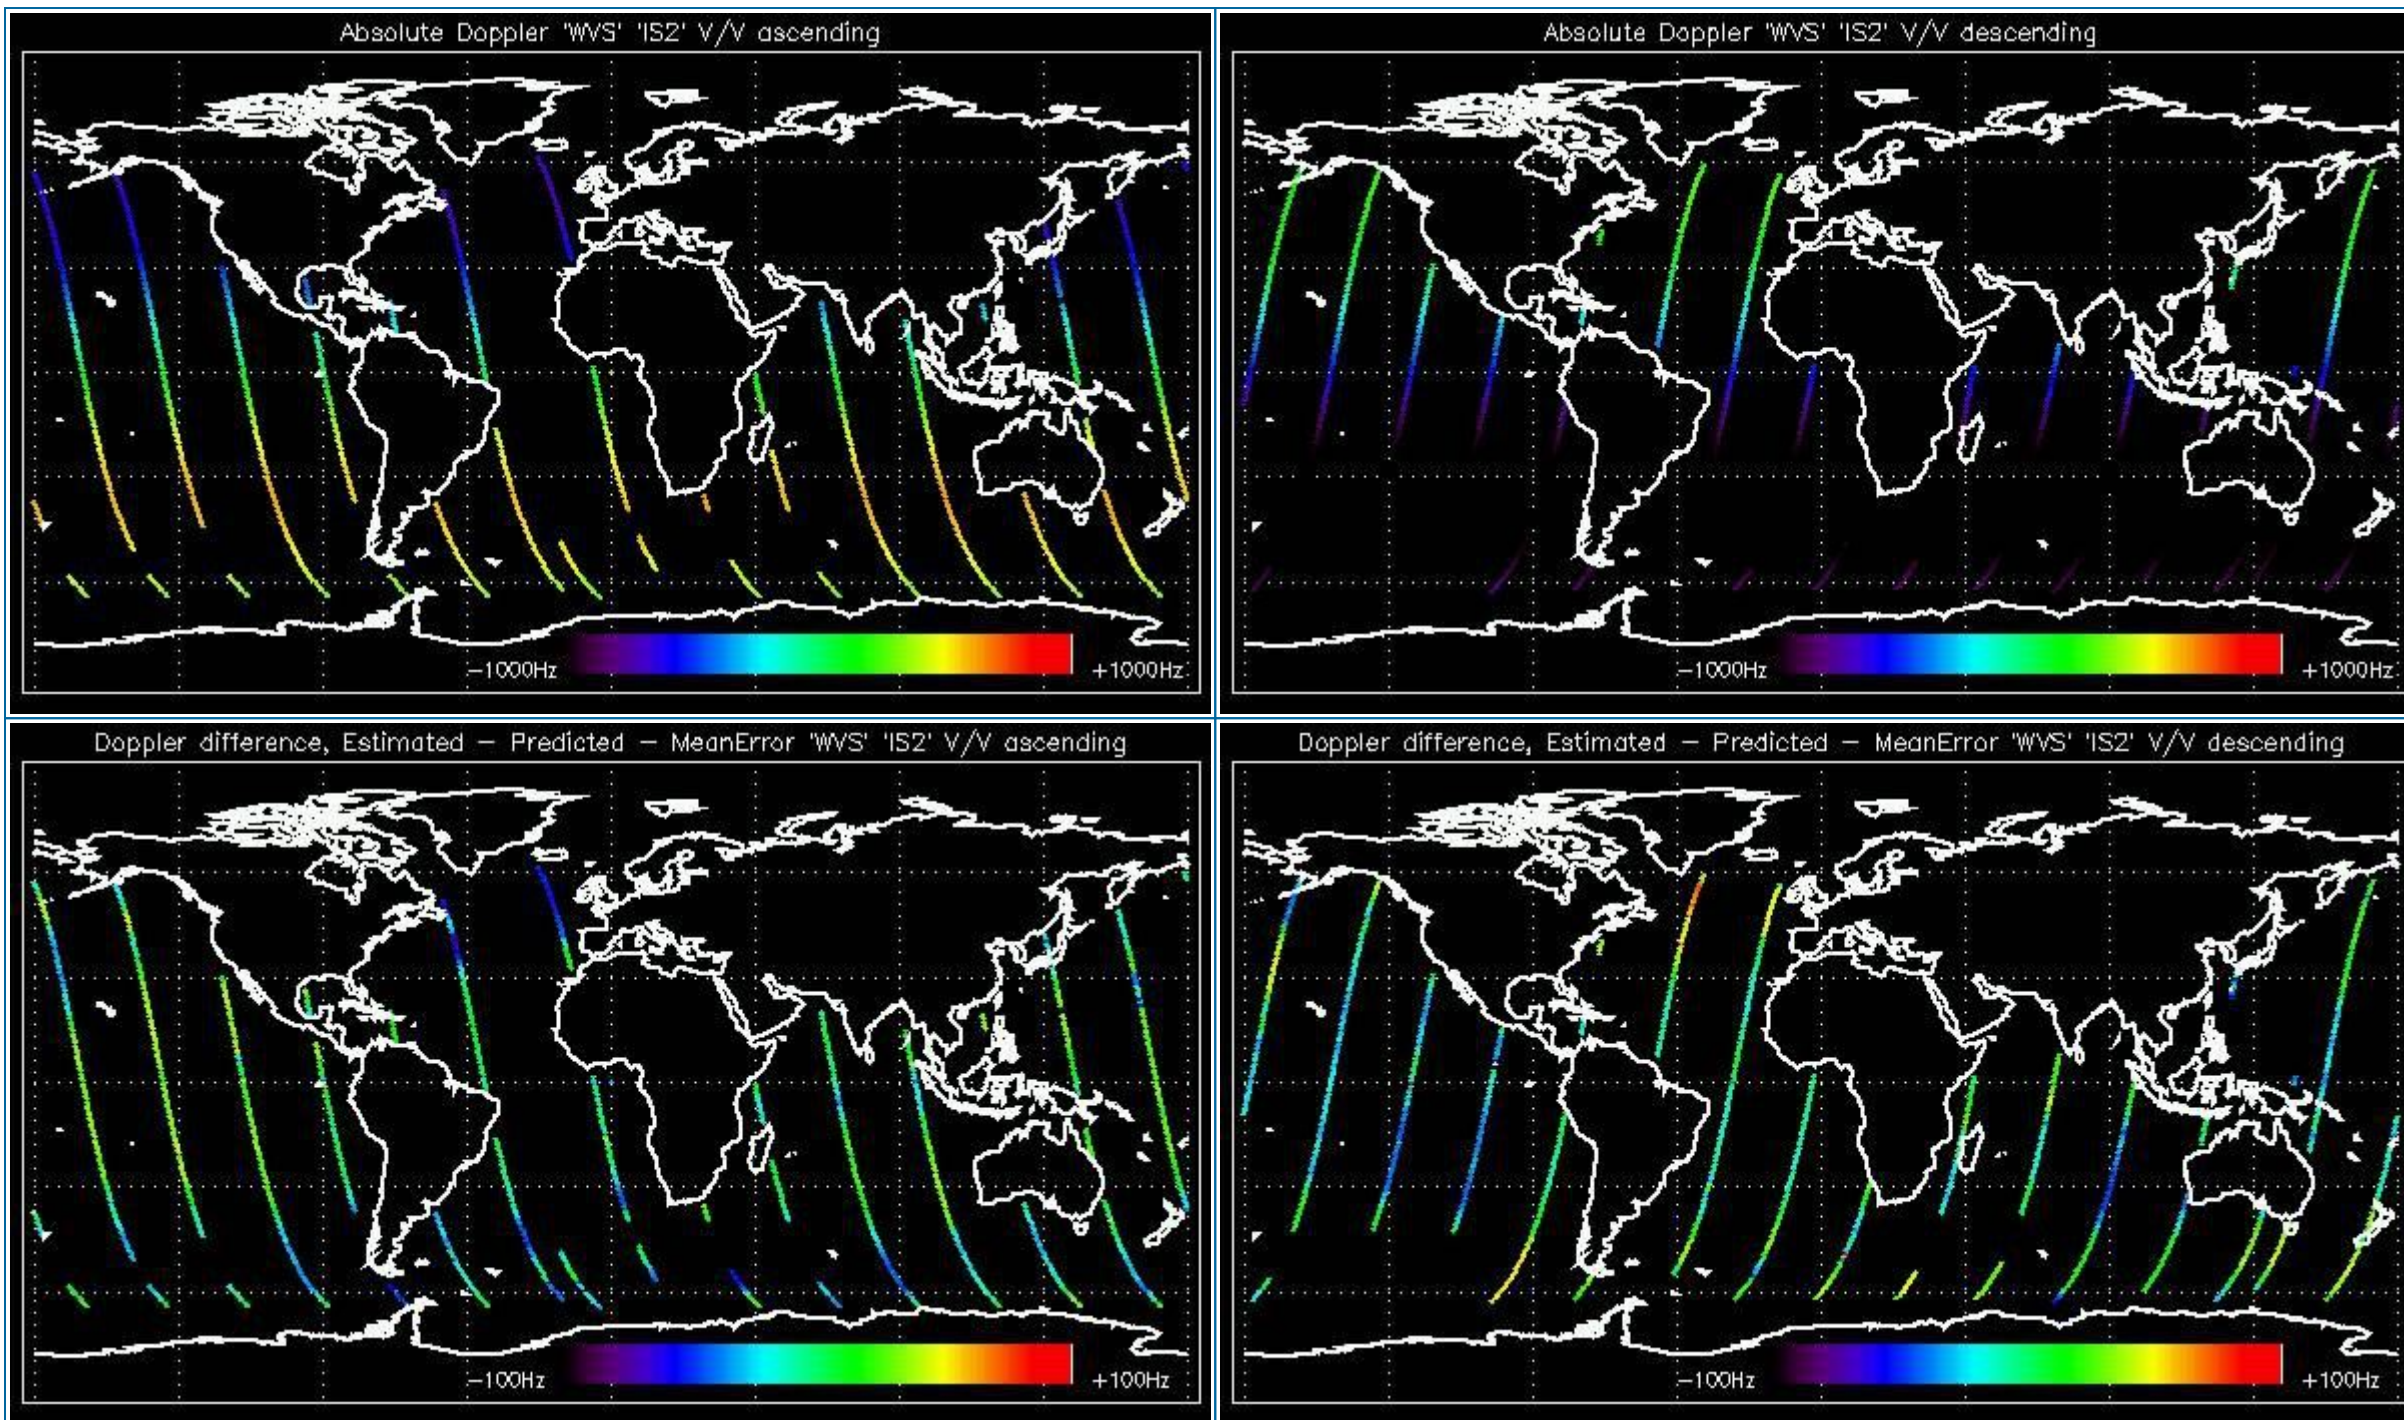 Absolute Doppler 'WVS' 'IS2' V/V ascending
-1000Hz
+1000Hz
Absolute Doppler 'WVS' 'IS2' V/V descending
-1000Hz
+1000Hz
Doppler difference, Estimated - Predicted - MeanError 'WVS' 'IS2' V/V ascending
-100Hz
+100Hz
Doppler difference, Estimated - Predicted - MeanError 'WVS' 'IS2' V/V descending
-100Hz
+100Hz